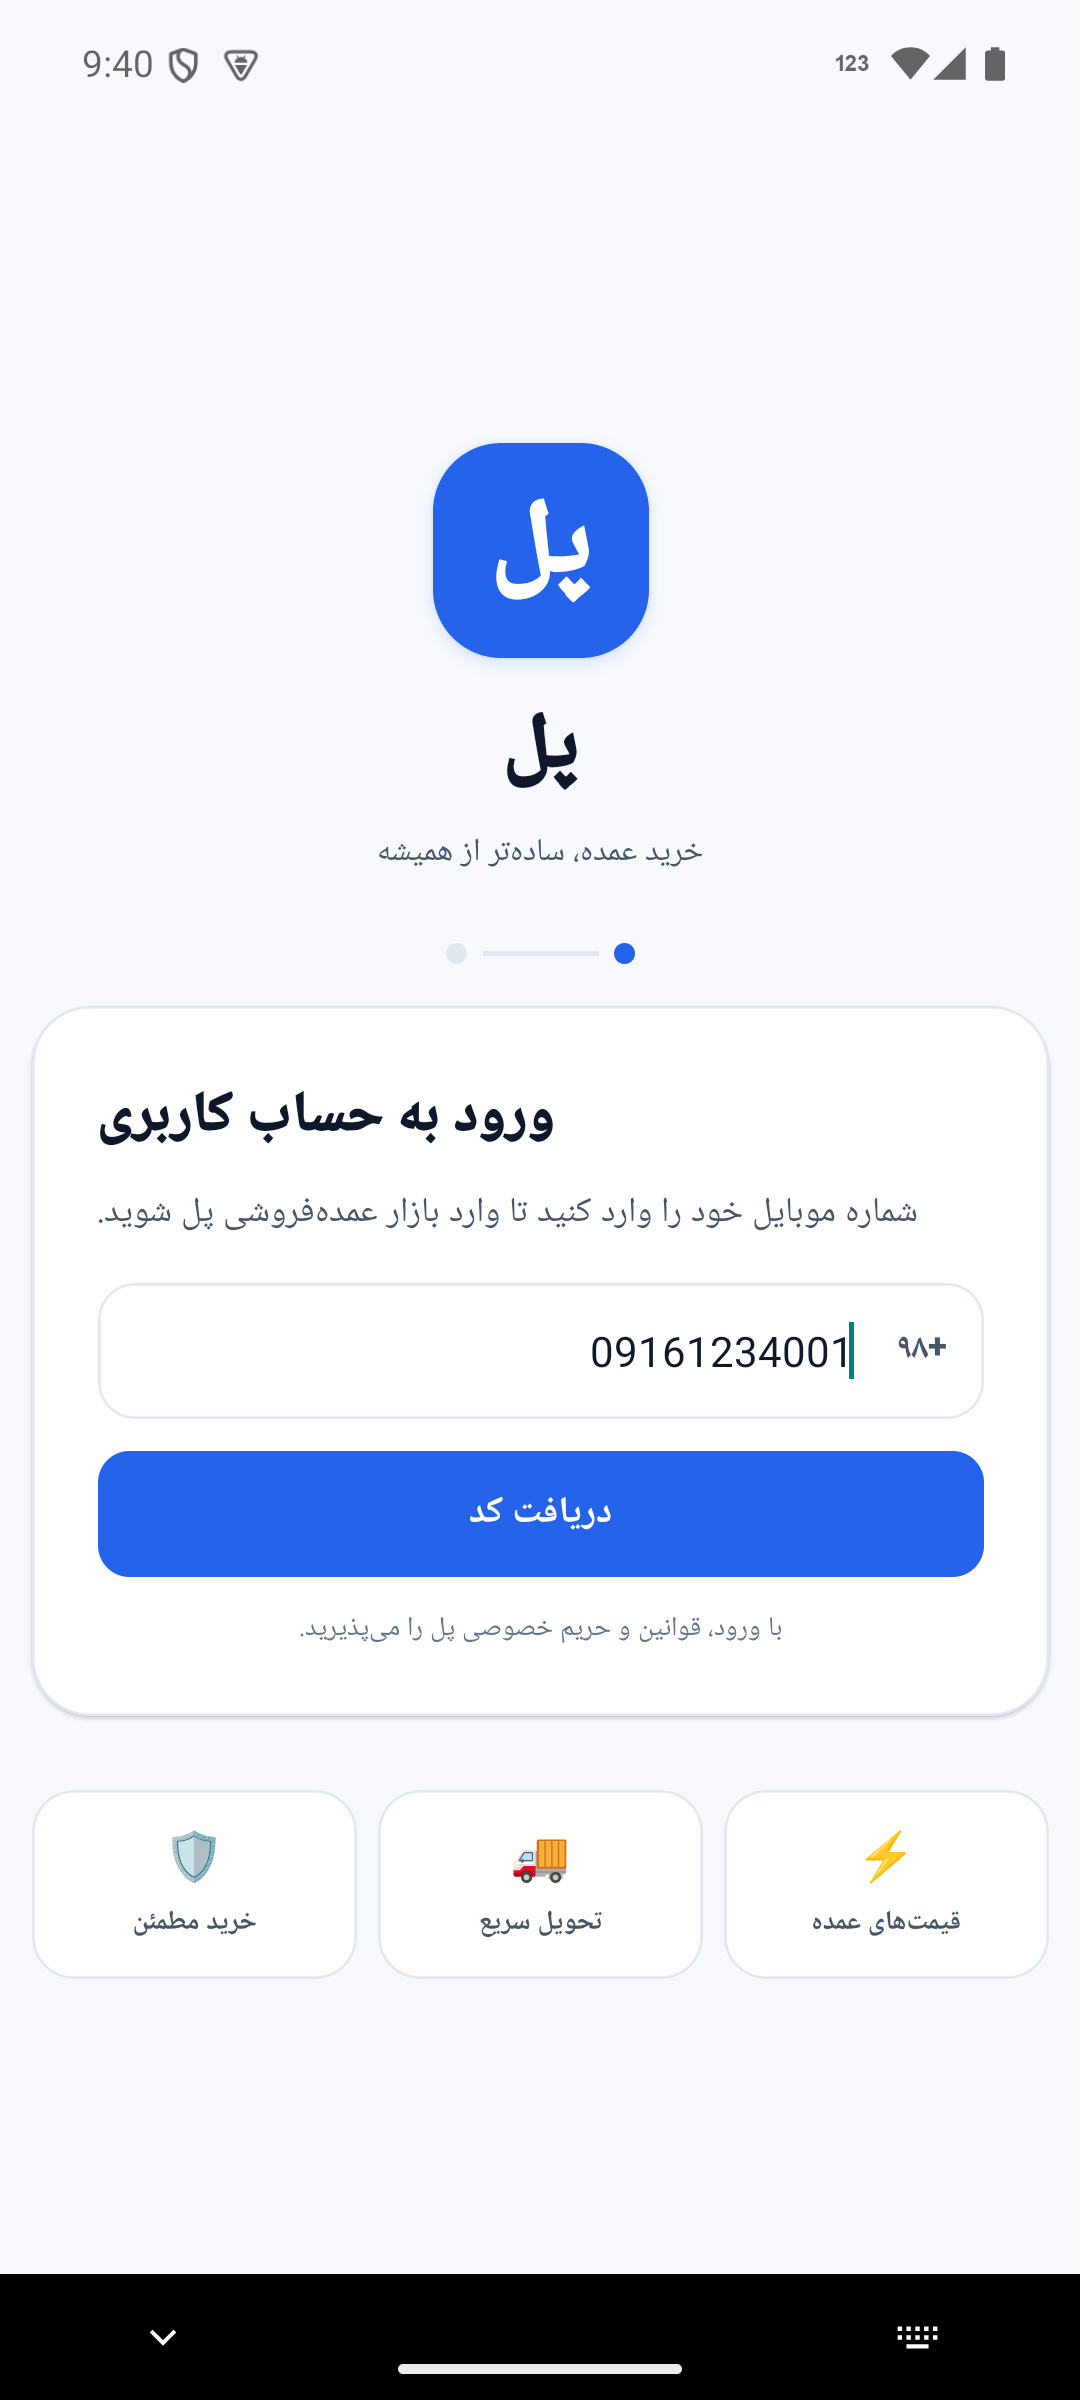 9:40
123
پل
پل
خرید عمده، ساده‌تر از همیشه
ورود به حساب کاربری
شماره موبایل خود را وارد کنید تا وارد بازار عمده‌فروشی پل شوید.
+۹۸
09161234001
دریافت کد
با ورود، قوانین و حریم خصوصی پل را می‌پذیرید.
قیمت‌های عمده
تحویل سریع
خرید مطمئن